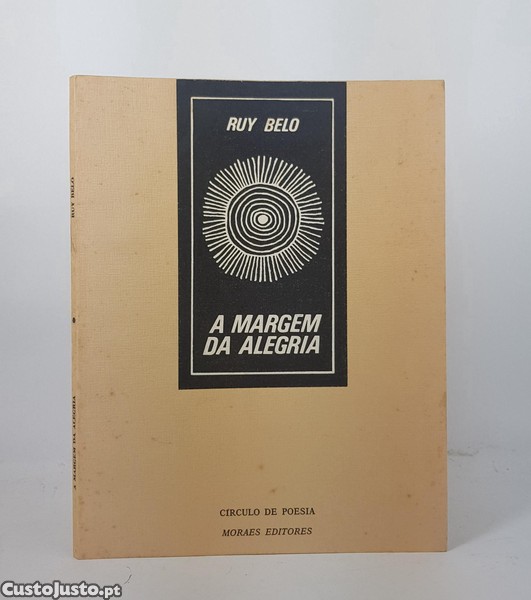 RUY BELO
A MARGEM
DA ALEGRIA
CÍRCULO DE POESIA
MORAES EDITORES
RUY BELO
A MARGEM DA ALEGRIA
CustoJusto.pt